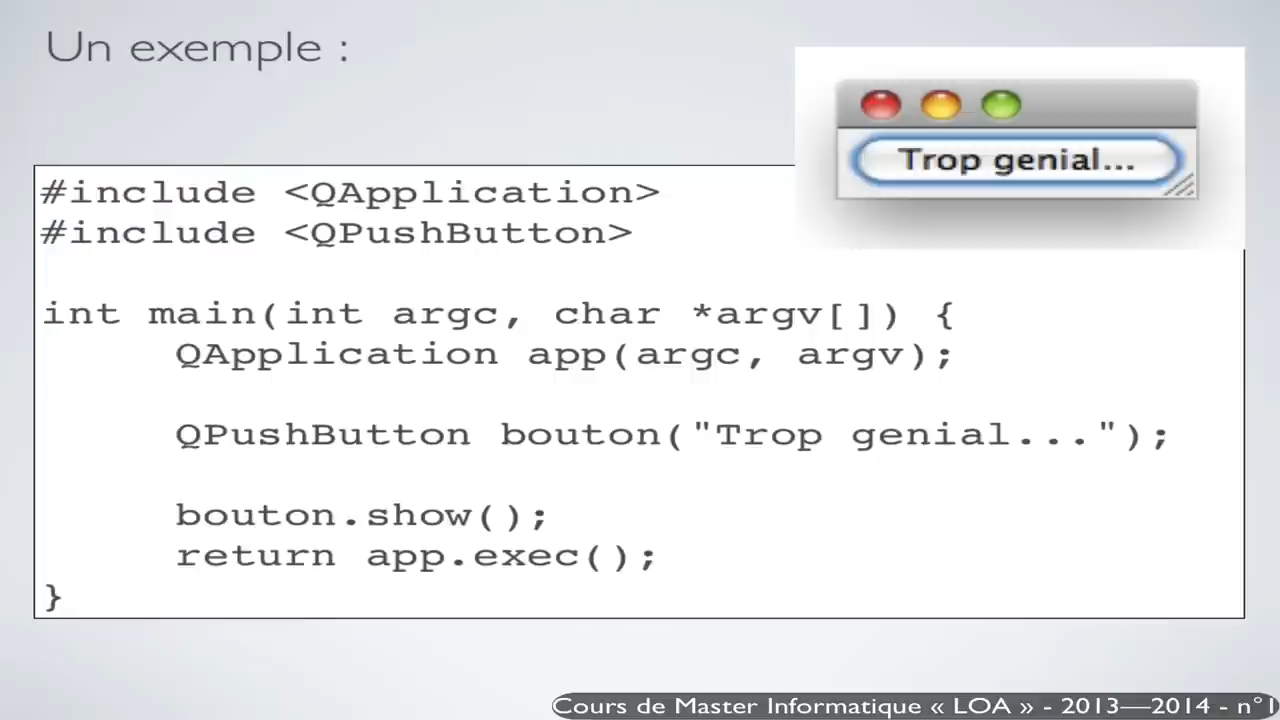 Un exemple :
Trop genial...
#include <QApplication>
#include <QPushButton>
int main(int argc, char *argv[]) {
QApplication app(argc, argv);
QPushButton bouton("Trop genial...");
bouton.show();
return app.exec();
}
Cours de Master Informatique « LOA » - 2013—2014 - n°1